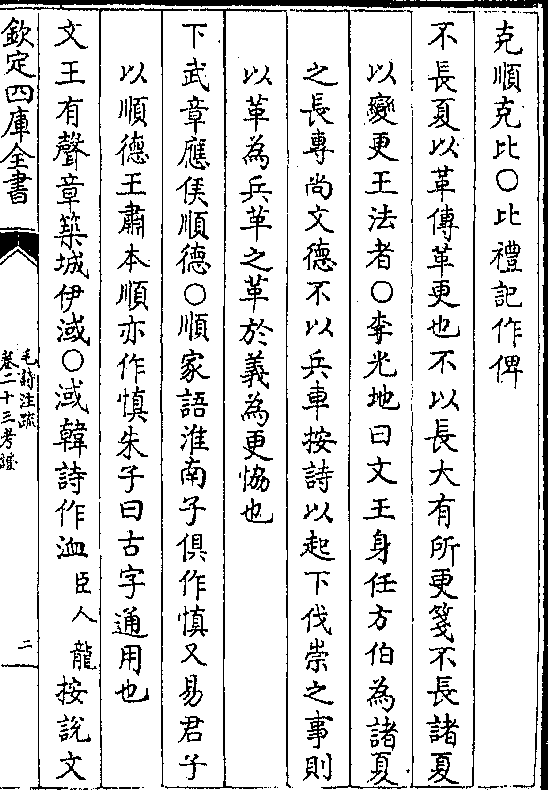 克順克比○比禮記作俾
不長夏以革傳革更也不以長大有所更箋不長諸夏
以變更王法者○李光地曰文王身任方伯為諸夏
之長專尚文德不以兵車按詩以起下伐崇之事則
以革為兵革之革於義為更恊也
下武章應侯順德○順家語淮南子俱作慎又易君子
以順德王肅本順亦作慎朱子曰古字通用也
文王有聲章築城伊淢○淢韓詩作洫臣人龍按說文
欽定四庫全書
毛詩注疏
卷二十三考證
二